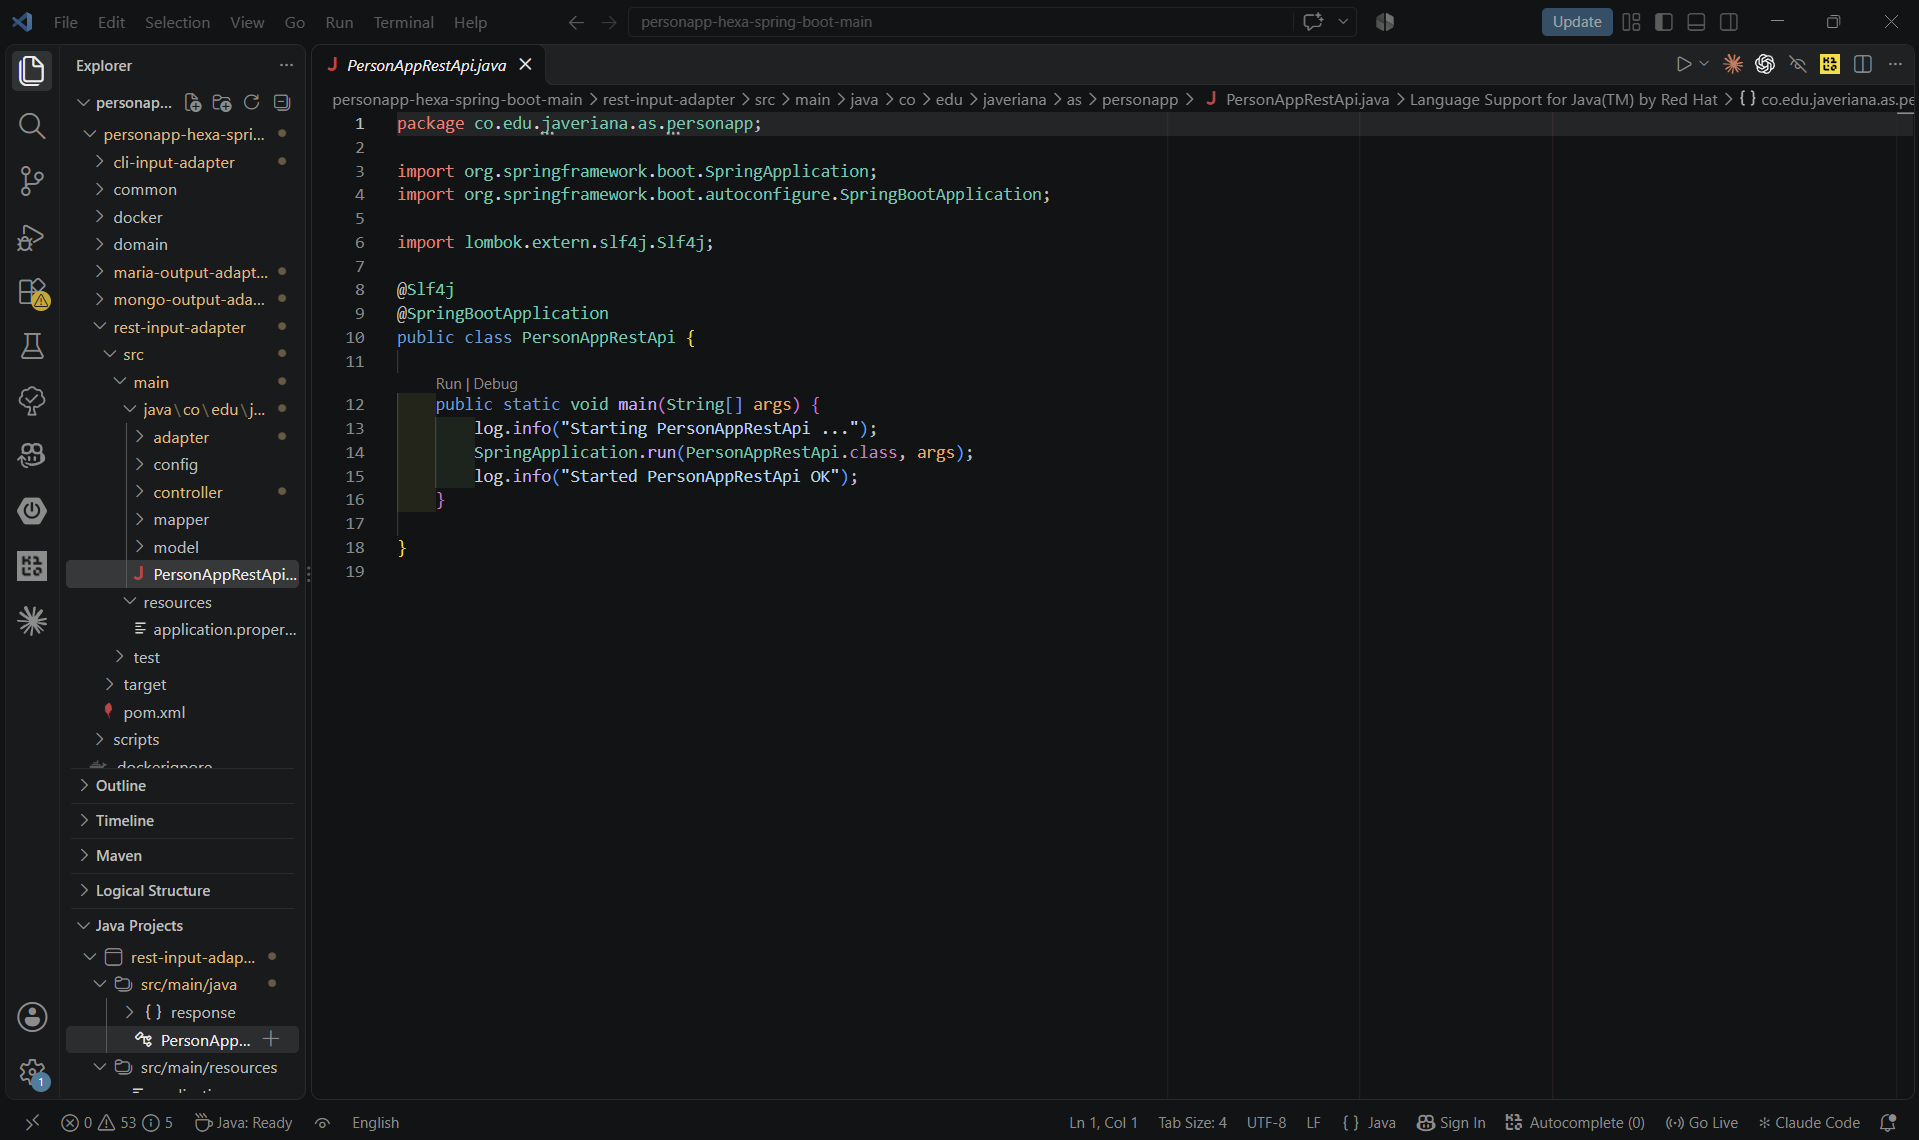 File Edit Selection View Go Run Terminal Help
personapp-hexa-spring-boot-main
Update
Explorer
personap...
personapp-hexa-spri...
cli-input-adapter
common
docker
domain
maria-output-adapt...
mongo-output-ada...
rest-input-adapter
src
main
java\co\edu\j...
adapter
config
controller
mapper
model
PersonAppRestApi...
resources
application.proper...
test
target
pom.xml
scripts
.dockerignore
Outline
Timeline
Maven
Logical Structure
Java Projects
rest-input-adap...
src/main/java
{ } response
PersonApp...
src/main/resources
PersonAppRestApi.java
personapp-hexa-spring-boot-main > rest-input-adapter > src > main > java > co > edu > javeriana > as > personapp > PersonAppRestApi.java > Language Support for Java(TM) by Red Hat > { } co.edu.javeriana.as.pe
1 package co.edu.javeriana.as.personapp;
2
3 import org.springframework.boot.SpringApplication;
4 import org.springframework.boot.autoconfigure.SpringBootApplication;
5
6 import lombok.extern.slf4j.Slf4j;
7
8 @Slf4j
9 @SpringBootApplication
10 public class PersonAppRestApi {
11
Run | Debug
12 public static void main(String[] args) {
13 log.info("Starting PersonAppRestApi ...");
14 SpringApplication.run(PersonAppRestApi.class, args);
15 log.info("Started PersonAppRestApi OK");
16 }
17
18 }
19
1
0 53 5 Java: Ready English Ln 1, Col 1 Tab Size: 4 UTF-8 LF { } Java Sign In Autocomplete (0) Go Live Claude Code